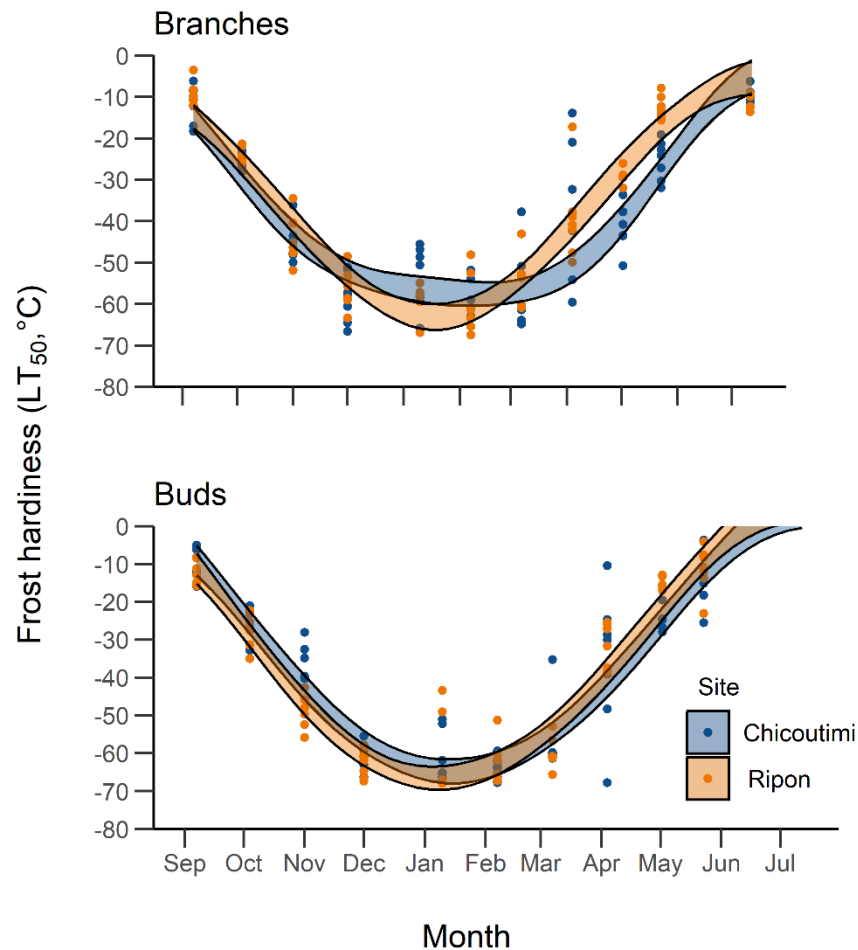 Branches
0
-10
-20
-30
-40
-50
-60
-70
-80
Frost hardiness (LT₅₀,°C)
Buds
0
-10
-20
-30
-40
-50
-60
-70
-80
Site
Chicoutimi
Ripon
Sep Oct Nov Dec Jan Feb Mar Apr May Jun Jul
Month